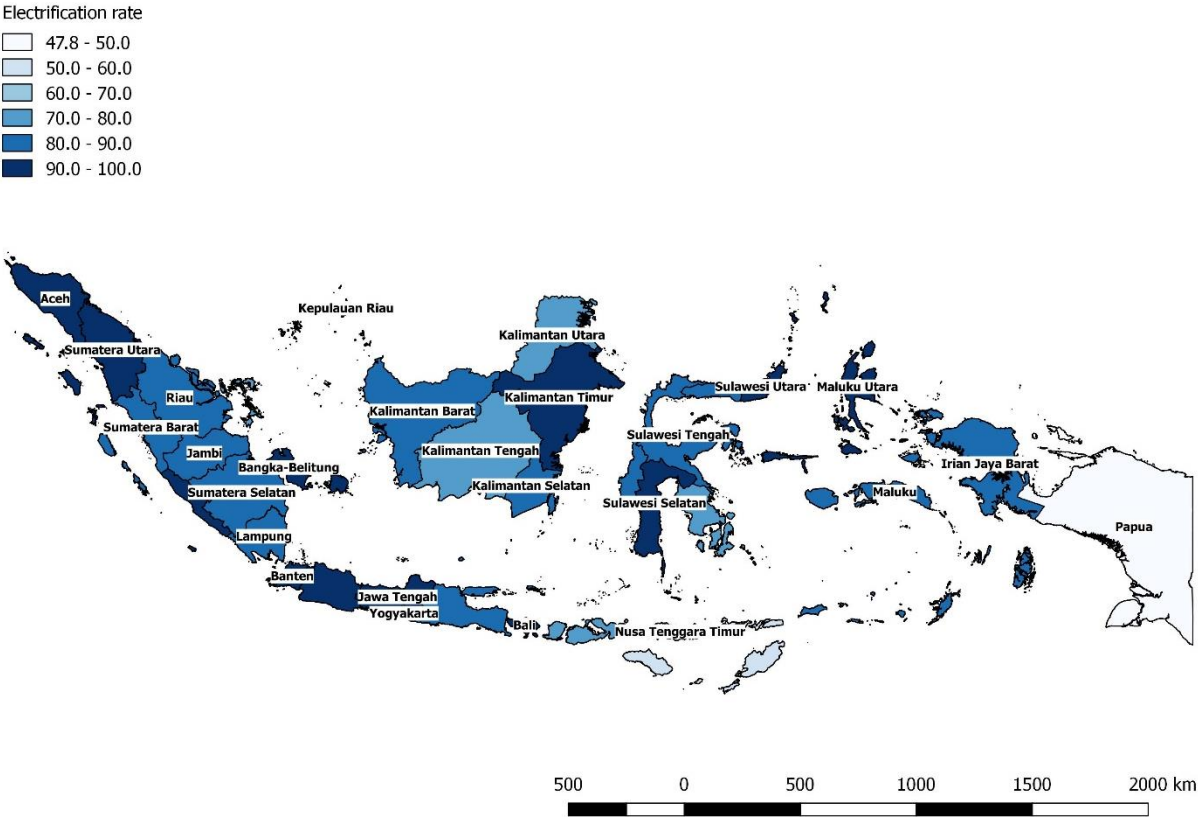 Electrification rate
47.8 - 50.0
50.0 - 60.0
60.0 - 70.0
70.0 - 80.0
80.0 - 90.0
90.0 - 100.0
Aceh
Kepulauan Riau
Kalimantan Utara
Sumatera Utara
Sulawesi Utara
Maluku Utara
Riau
Kalimantan Timur
Kalimantan Barat
Sumatera Barat
Sulawesi Tengah
Jambi
Kalimantan Tengah
Bangka-Belitung
Irian Jaya Barat
Sumatera Selatan
Kalimantan Selatan
Maluku
Sulawesi Selatan
Papua
Lampung
Banten
Jawa Tengah
Yogyakarta
Bali
Nusa Tenggara Timur
500 0 500 1000 1500 2000 km